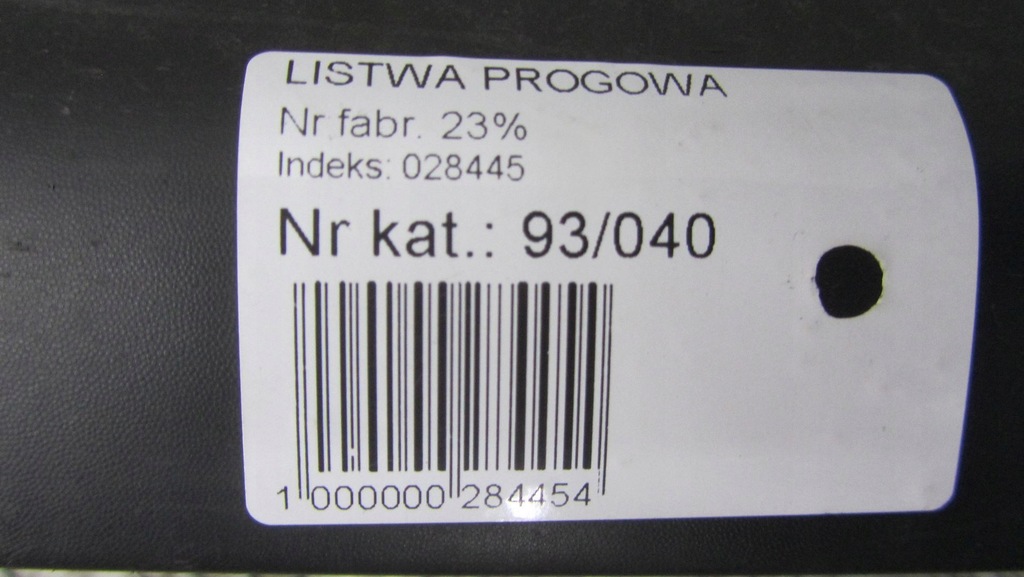 LISTWA PROGOWA
Nr fabr. 23%
Indeks: 028445
Nr kat.: 93/040
1 000000 284454